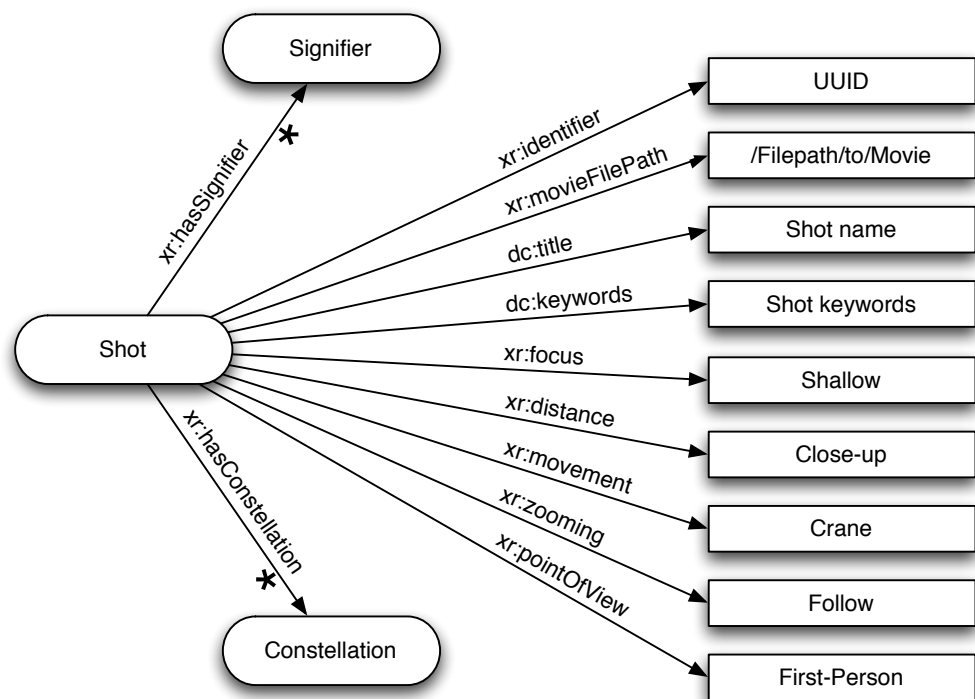 Signifier
*
xr:hasSignifier
Shot
xr:hasConstellation
*
Constellation
xr:identifier
UUID
xr:movieFilePath
/Filepath/to/Movie
dc:title
Shot name
dc:keywords
Shot keywords
xr:focus
Shallow
xr:distance
Close-up
xr:movement
Crane
xr:zooming
Follow
xr:pointOfView
First-Person